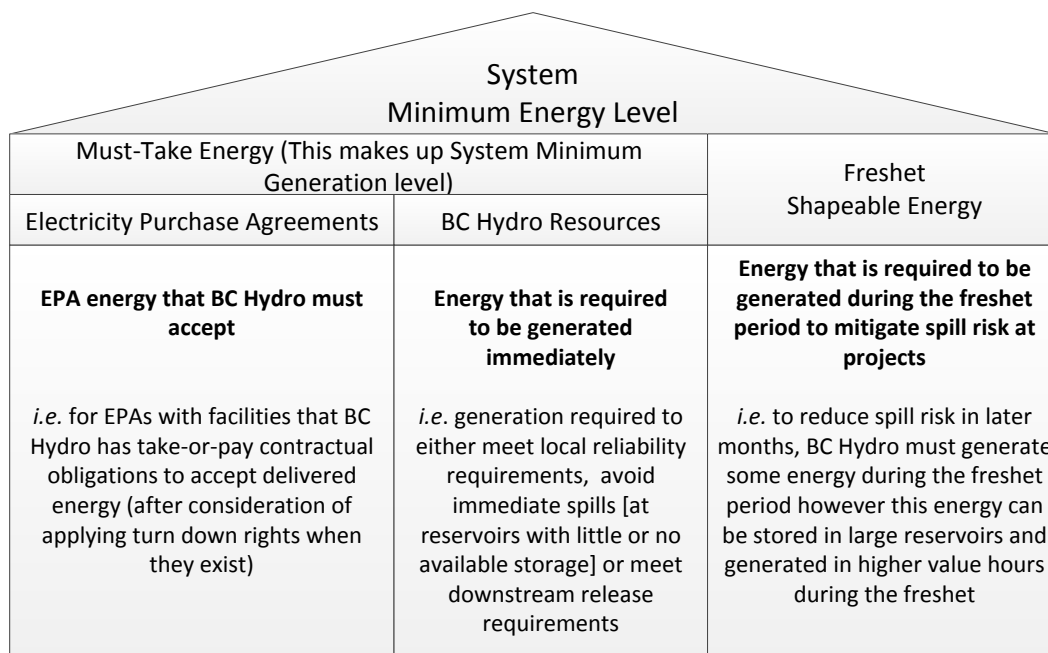 System
Minimum Energy Level
Must-Take Energy (This makes up System Minimum
Generation level)
Freshet
Shapeable Energy
Electricity Purchase Agreements
BC Hydro Resources
EPA energy that BC Hydro must
accept
i.e. for EPAs with facilities that BC
Hydro has take-or-pay contractual
obligations to accept delivered
energy (after consideration of
applying turn down rights when
they exist)
Energy that is required
to be generated
immediately
i.e. generation required to
either meet local reliability
requirements, avoid
immediate spills [at
reservoirs with little or no
available storage] or meet
downstream release
requirements
Energy that is required to be
generated during the freshet
period to mitigate spill risk at
projects
i.e. to reduce spill risk in later
months, BC Hydro must generate
some energy during the freshet
period however this energy can
be stored in large reservoirs and
generated in higher value hours
during the freshet